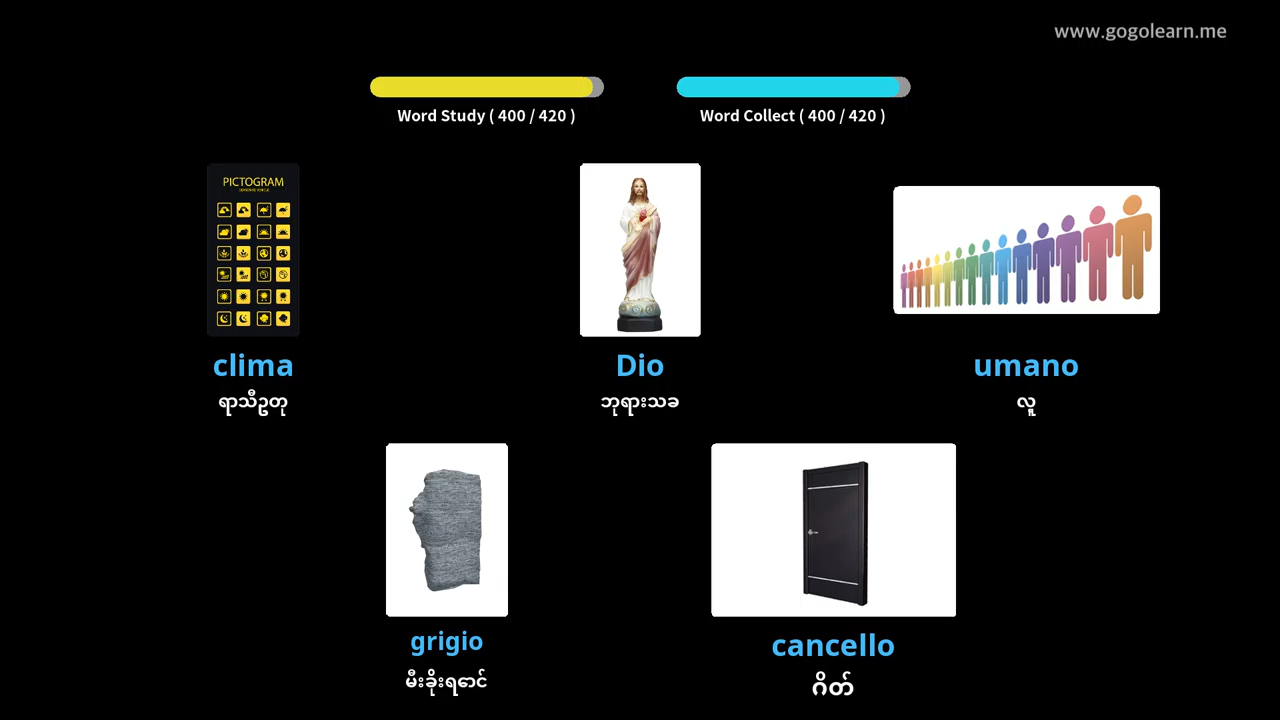 www.gogolearn.me
Word Study ( 400 / 420 )
Word Collect ( 400 / 420 )
PICTOGRAM
clima
Dio
umano
ရာသီဥတု
ဘုရားသခ
လူ
grigio
cancello
မီးခိုးရောင်
ဂိတ်